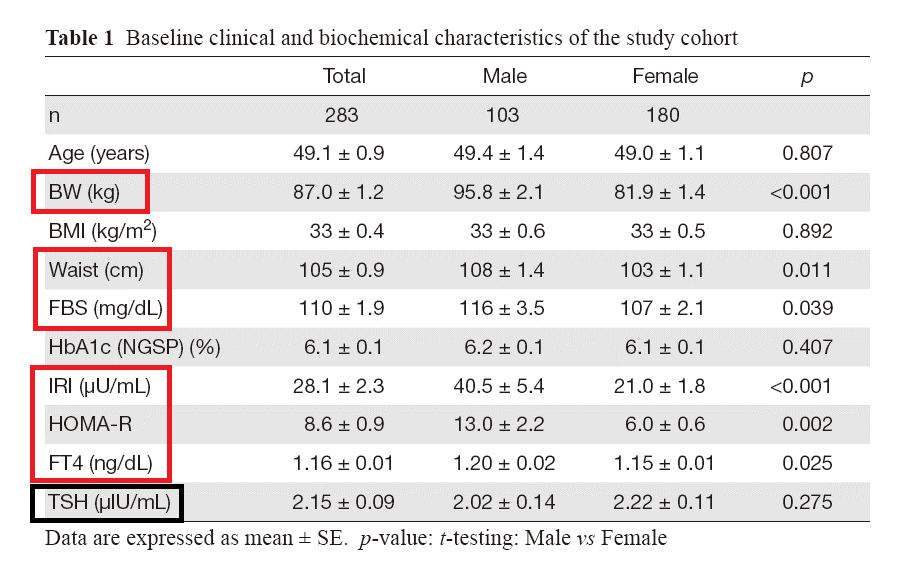 Table 1 Baseline clinical and biochemical characteristics of the study cohort
Total Male Female p
n 283 103 180
Age (years) 49.1 ± 0.9 49.4 ± 1.4 49.0 ± 1.1 0.807
BW (kg) 87.0 ± 1.2 95.8 ± 2.1 81.9 ± 1.4 <0.001
BMI (kg/m²) 33 ± 0.4 33 ± 0.6 33 ± 0.5 0.892
Waist (cm) 105 ± 0.9 108 ± 1.4 103 ± 1.1 0.011
FBS (mg/dL) 110 ± 1.9 116 ± 3.5 107 ± 2.1 0.039
HbA1c (NGSP) (%) 6.1 ± 0.1 6.2 ± 0.1 6.1 ± 0.1 0.407
IRI (μU/mL) 28.1 ± 2.3 40.5 ± 5.4 21.0 ± 1.8 <0.001
HOMA-R 8.6 ± 0.9 13.0 ± 2.2 6.0 ± 0.6 0.002
FT4 (ng/dL) 1.16 ± 0.01 1.20 ± 0.02 1.15 ± 0.01 0.025
TSH (μIU/mL) 2.15 ± 0.09 2.02 ± 0.14 2.22 ± 0.11 0.275
Data are expressed as mean ± SE. p-value: t-testing: Male vs Female